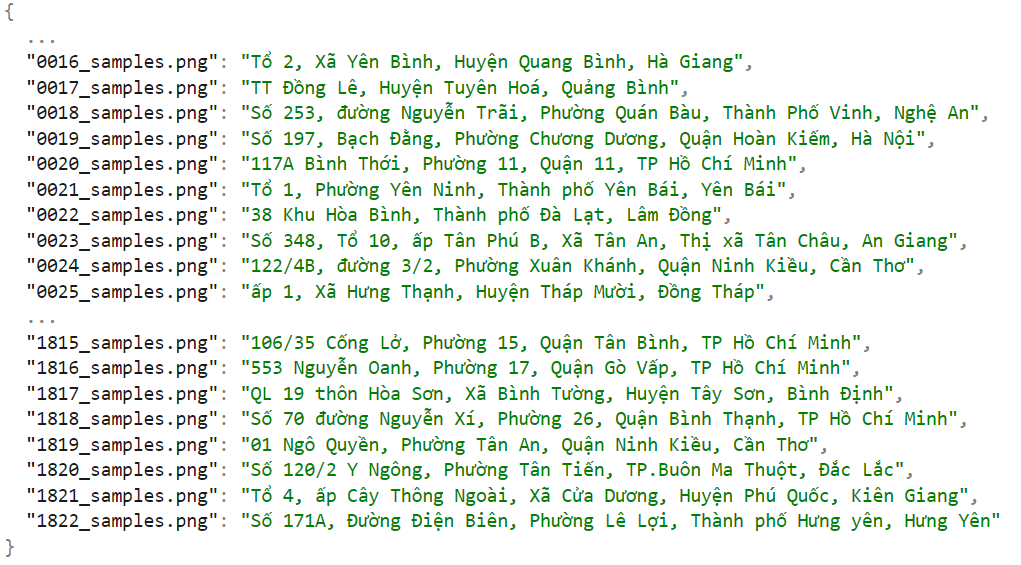 {
...
"0016_samples.png": "Tổ 2, Xã Yên Bình, Huyện Quang Bình, Hà Giang",
"0017_samples.png": "TT Đồng Lê, Huyện Tuyên Hoá, Quảng Bình",
"0018_samples.png": "Số 253, đường Nguyễn Trãi, Phường Quán Bàu, Thành Phố Vinh, Nghệ An",
"0019_samples.png": "Số 197, Bạch Đằng, Phường Chương Dương, Quận Hoàn Kiếm, Hà Nội",
"0020_samples.png": "117A Bình Thới, Phường 11, Quận 11, TP Hồ Chí Minh",
"0021_samples.png": "Tổ 1, Phường Yên Ninh, Thành phố Yên Bái, Yên Bái",
"0022_samples.png": "38 Khu Hòa Bình, Thành phố Đà Lạt, Lâm Đồng",
"0023_samples.png": "Số 348, Tổ 10, ấp Tân Phú B, Xã Tân An, Thị xã Tân Châu, An Giang",
"0024_samples.png": "122/4B, đường 3/2, Phường Xuân Khánh, Quận Ninh Kiều, Cần Thơ",
"0025_samples.png": "ấp 1, Xã Hưng Thạnh, Huyện Tháp Mười, Đồng Tháp",
...
"1815_samples.png": "106/35 Cống Lở, Phường 15, Quận Tân Bình, TP Hồ Chí Minh",
"1816_samples.png": "553 Nguyễn Oanh, Phường 17, Quận Gò Vấp, TP Hồ Chí Minh",
"1817_samples.png": "QL 19 thôn Hòa Sơn, Xã Bình Tường, Huyện Tây Sơn, Bình Định",
"1818_samples.png": "Số 70 đường Nguyễn Xí, Phường 26, Quận Bình Thạnh, TP Hồ Chí Minh",
"1819_samples.png": "01 Ngô Quyền, Phường Tân An, Quận Ninh Kiều, Cần Thơ",
"1820_samples.png": "Số 120/2 Y Ngông, Phường Tân Tiến, TP.Buôn Ma Thuột, Đắc Lắc",
"1821_samples.png": "Tổ 4, ấp Cây Thông Ngoài, Xã Cửa Dương, Huyện Phú Quốc, Kiên Giang",
"1822_samples.png": "Số 171A, Đường Điện Biên, Phường Lê Lợi, Thành phố Hưng yên, Hưng Yên"
}